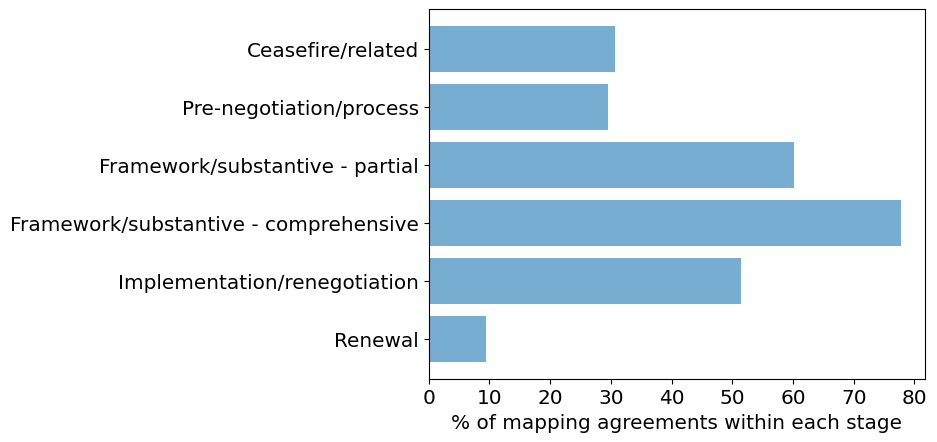 Ceasefire/related
Pre-negotiation/process
Framework/substantive - partial
Framework/substantive - comprehensive
Implementation/renegotiation
Renewal
0 10 20 30 40 50 60 70 80
% of mapping agreements within each stage